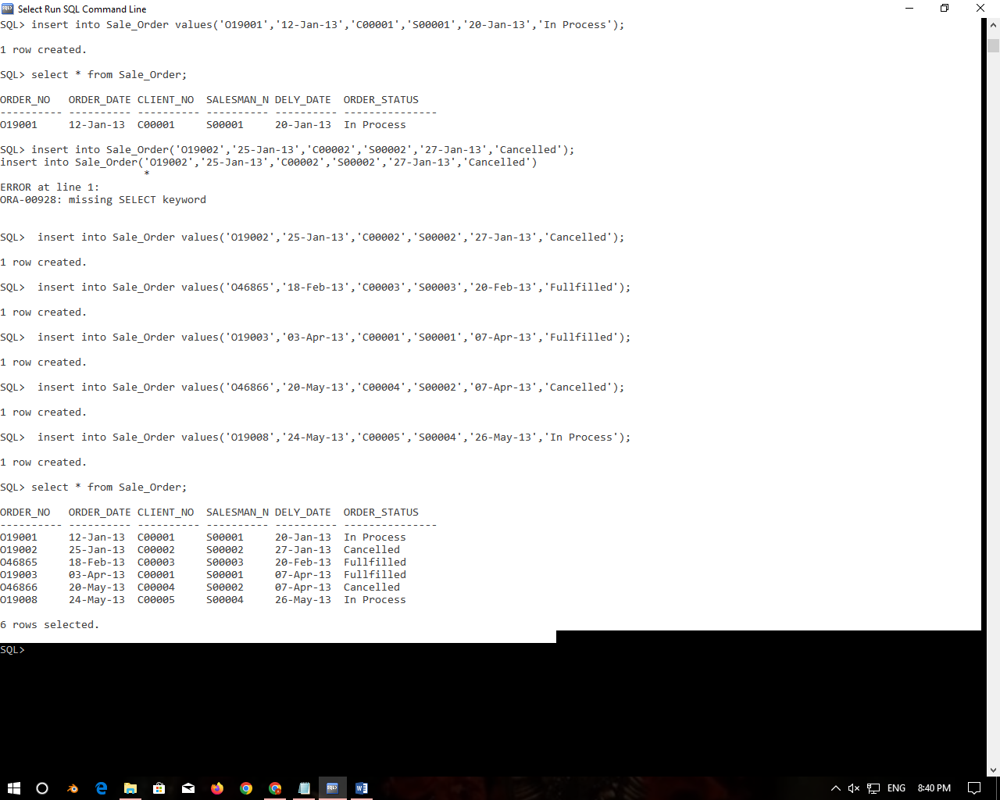 Select Run SQL Command Line
SQL> insert into Sale_Order values('O19001','12-Jan-13','C00001','S00001','20-Jan-13','In Process');
1 row created.
SQL> select * from Sale_Order;
ORDER_NO   ORDER_DATE CLIENT_NO  SALESMAN_N DELY_DATE  ORDER_STATUS
---------- ---------- ---------- ---------- ---------- ---------------
O19001     12-Jan-13  C00001     S00001     20-Jan-13  In Process
SQL> insert into Sale_Order('O19002','25-Jan-13','C00002','S00002','27-Jan-13','Cancelled');
insert into Sale_Order('O19002','25-Jan-13','C00002','S00002','27-Jan-13','Cancelled')
                       *
ERROR at line 1:
ORA-00928: missing SELECT keyword
SQL>  insert into Sale_Order values('O19002','25-Jan-13','C00002','S00002','27-Jan-13','Cancelled');
1 row created.
SQL>  insert into Sale_Order values('O46865','18-Feb-13','C00003','S00003','20-Feb-13','Fullfilled');
1 row created.
SQL>  insert into Sale_Order values('O19003','03-Apr-13','C00001','S00001','07-Apr-13','Fullfilled');
1 row created.
SQL>  insert into Sale_Order values('O46866','20-May-13','C00004','S00002','07-Apr-13','Cancelled');
1 row created.
SQL>  insert into Sale_Order values('O19008','24-May-13','C00005','S00004','26-May-13','In Process');
1 row created.
SQL> select * from Sale_Order;
ORDER_NO   ORDER_DATE CLIENT_NO  SALESMAN_N DELY_DATE  ORDER_STATUS
---------- ---------- ---------- ---------- ---------- ---------------
O19001     12-Jan-13  C00001     S00001     20-Jan-13  In Process
O19002     25-Jan-13  C00002     S00002     27-Jan-13  Cancelled
O46865     18-Feb-13  C00003     S00003     20-Feb-13  Fullfilled
O19003     03-Apr-13  C00001     S00001     07-Apr-13  Fullfilled
O46866     20-May-13  C00004     S00002     07-Apr-13  Cancelled
O19008     24-May-13  C00005     S00004     26-May-13  In Process
6 rows selected.
SQL>
ENG 8:40 PM